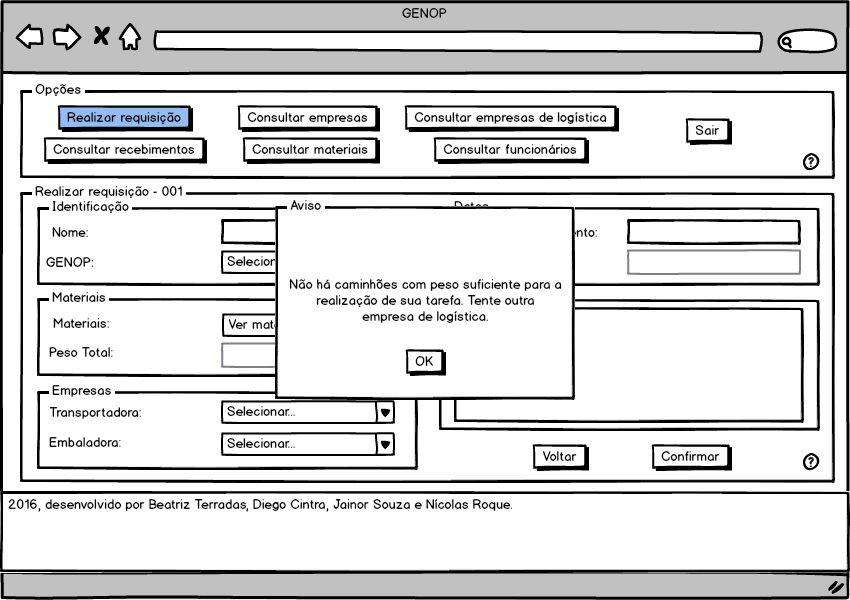 GENOP
Opções
Realizar requisição
Consultar empresas
Consultar empresas de logística
Sair
Consultar recebimentos
Consultar materiais
Consultar funcionários
?
Realizar requisição - 001
Identificação
Aviso
Nome:
nto:
GENOP:
Selecion
Não há caminhões com peso suficiente para a
realização de sua tarefa. Tente outra
empresa de logística.
OK
Materiais
Materiais:
Ver mat
Peso Total:
Empresas
Transportadora:
Selecionar...
Embaladora:
Selecionar...
Voltar
Confirmar
?
2016, desenvolvido por Beatriz Terradas, Diego Cintra, Jainor Souza e Nícolas Roque.